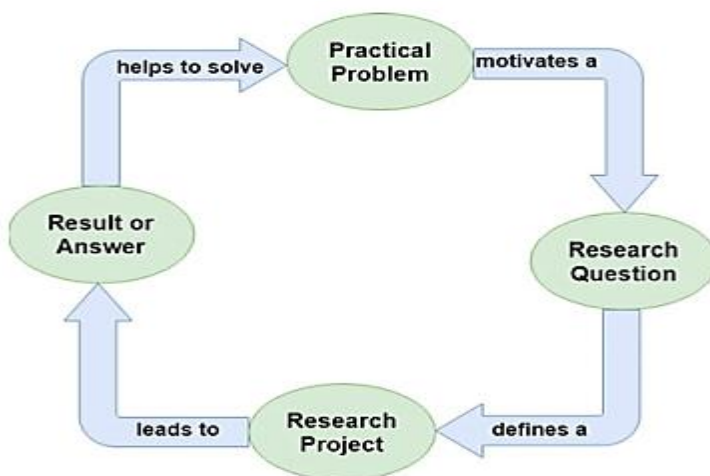 Practical
Problem
motivates a
Research
Question
defines a
Research
Project
leads to
Result or
Answer
helps to solve